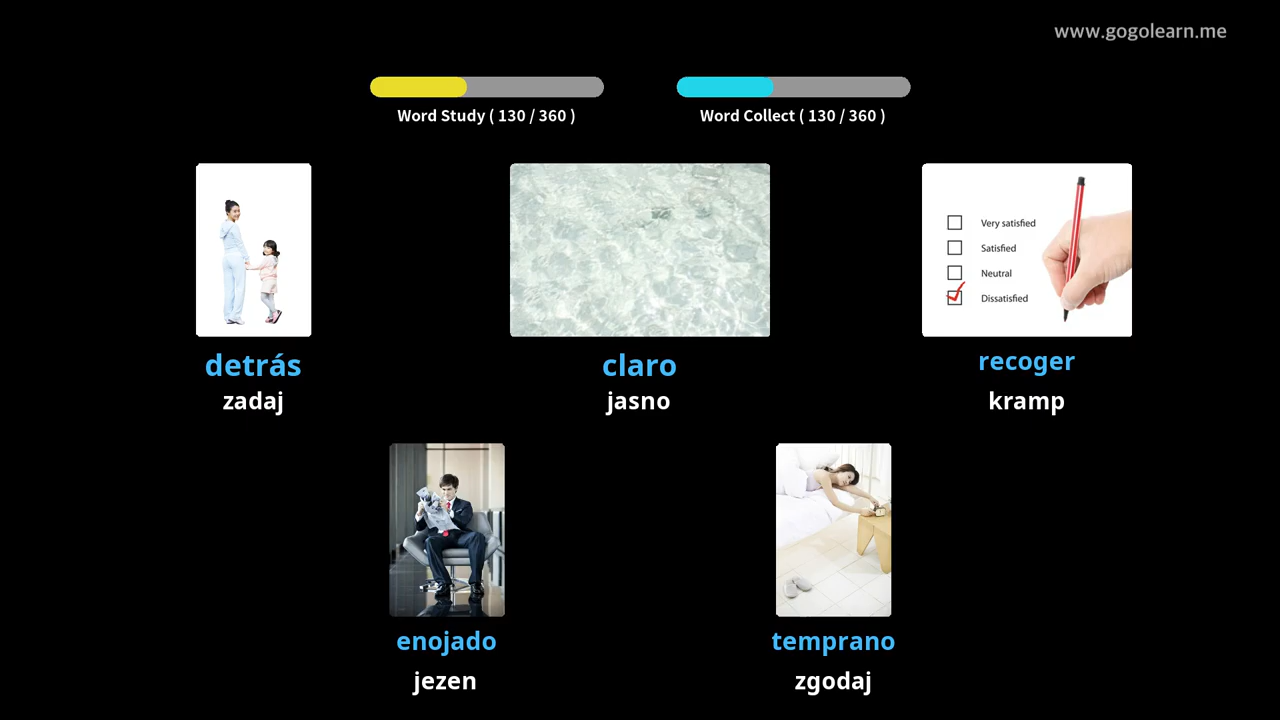 www.gogolearn.me
Word Study ( 130 / 360 )
Word Collect ( 130 / 360 )
Very satisfied
Satisfied
Neutral
Dissatisfied
detrás
claro
recoger
zadaj
jasno
kramp
enojado
temprano
jezen
zgodaj